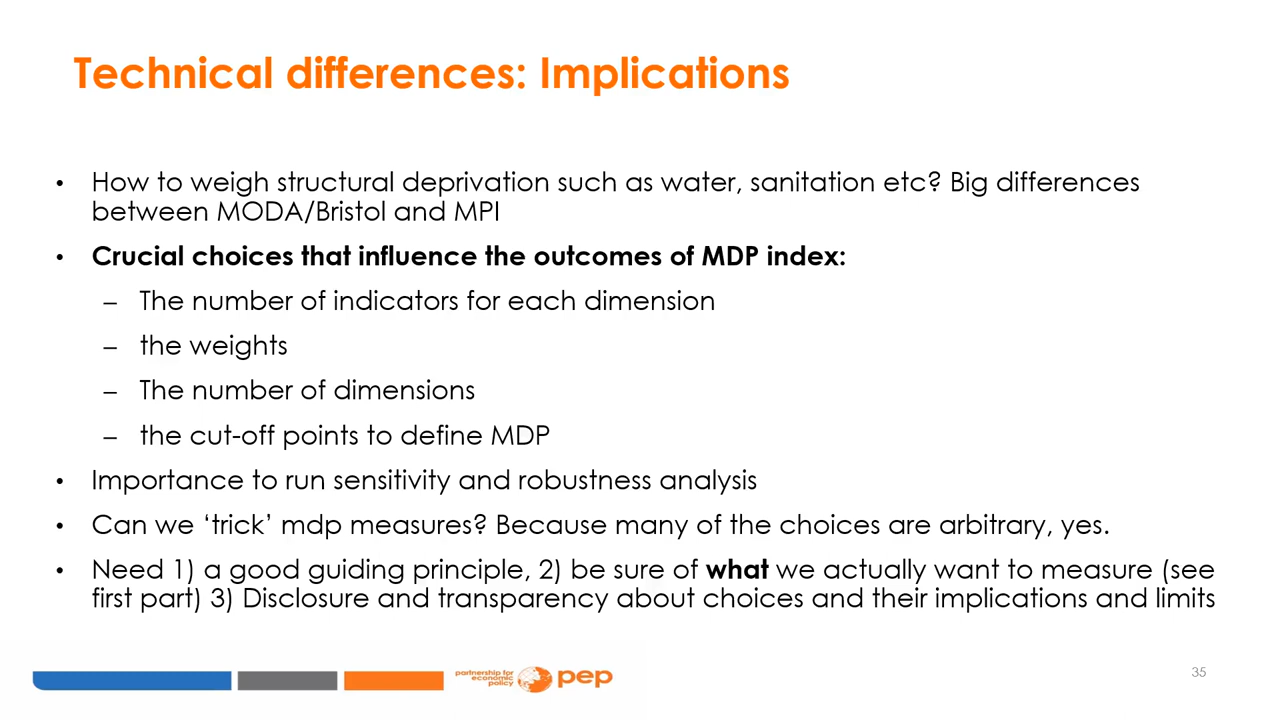 Technical differences: Implications
• How to weigh structural deprivation such as water, sanitation etc? Big differences
between MODA/Bristol and MPI
• Crucial choices that influence the outcomes of MDP index:
– The number of indicators for each dimension
– the weights
– The number of dimensions
– the cut-off points to define MDP
• Importance to run sensitivity and robustness analysis
• Can we ‘trick’ mdp measures? Because many of the choices are arbitrary, yes.
• Need 1) a good guiding principle, 2) be sure of what we actually want to measure (see
first part) 3) Disclosure and transparency about choices and their implications and limits
partnership for
economic
policy
pep
35